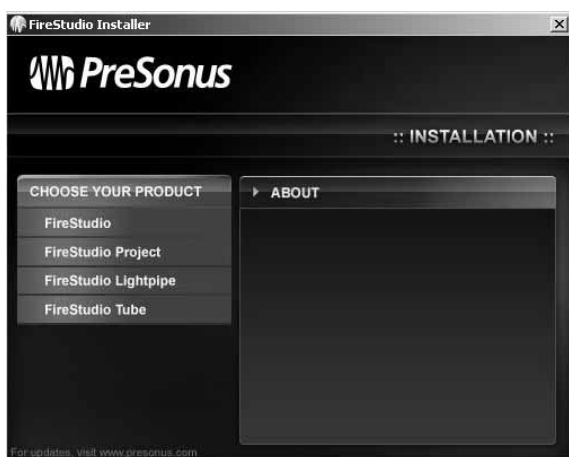 FireStudio Installer
PreSonus
:: INSTALLATION ::
CHOOSE YOUR PRODUCT
FireStudio
FireStudio Project
FireStudio Lightpipe
FireStudio Tube
ABOUT
For updates, visit www.presonus.com